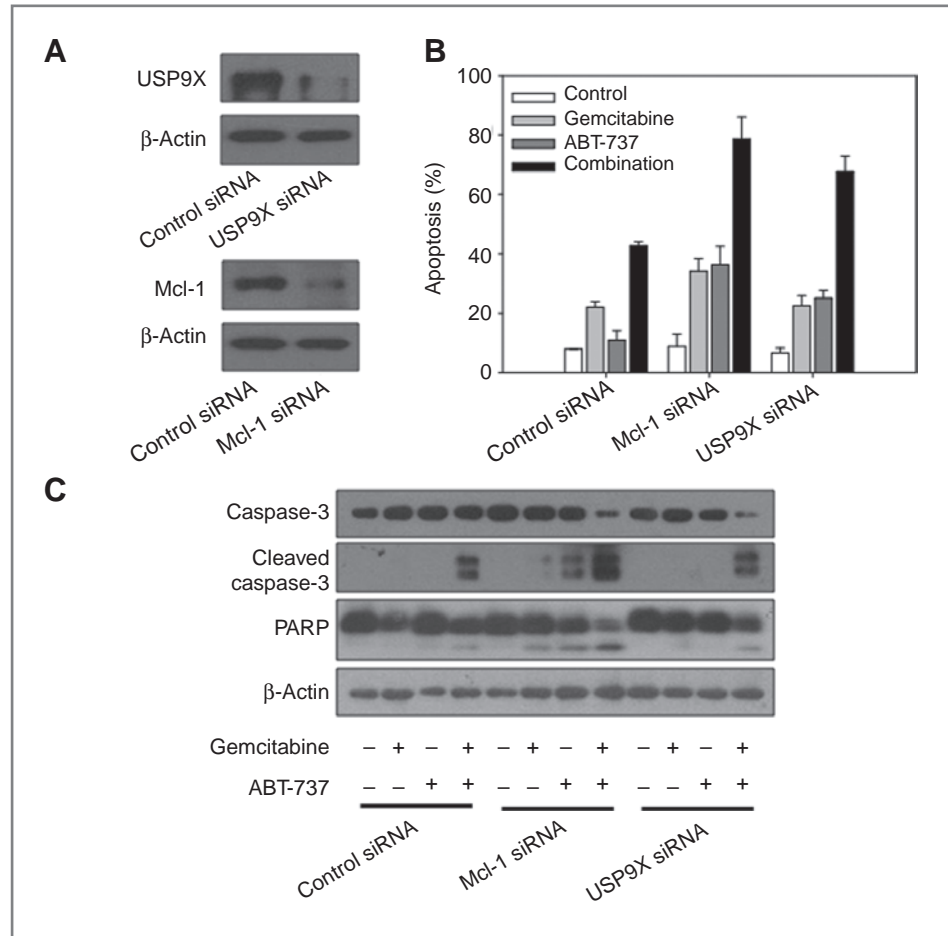 A
USP9X
β-Actin
Control siRNA
USP9X siRNA
Mcl-1
β-Actin
Control siRNA
Mcl-1 siRNA
B
100
80
60
40
20
0
Apoptosis (%)
Control
Gemcitabine
ABT-737
Combination
Control siRNA
Mcl-1 siRNA
USP9X siRNA
C
Caspase-3
Cleaved
caspase-3
PARP
β-Actin
Gemcitabine – + – + – + – + – + – +
ABT-737 – – + + – – + + – – + +
Control siRNA
Mcl-1 siRNA
USP9X siRNA